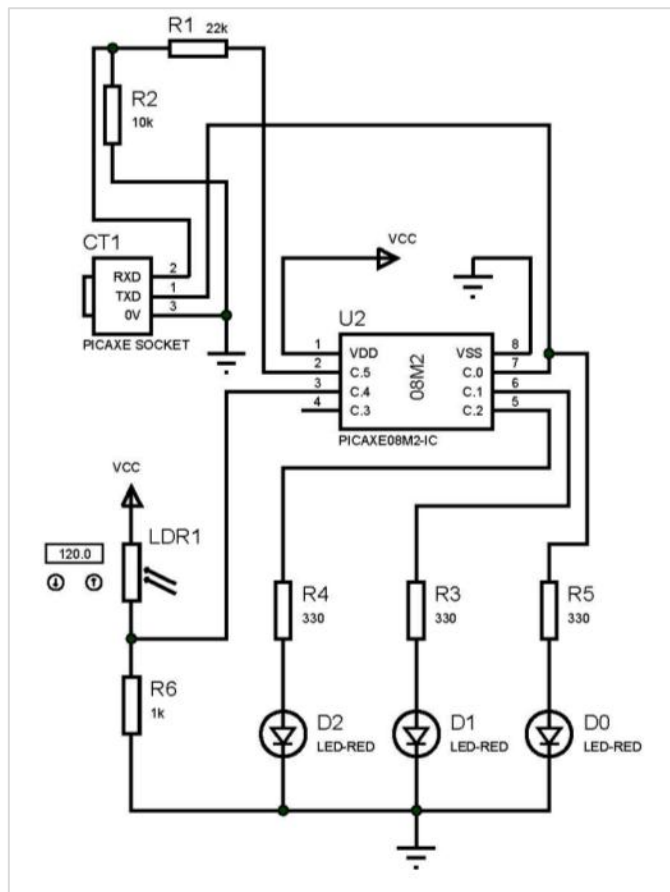 R1 22k
R2
10k
CT1
RXD 2
TXD 1
0V 3
PICAXE SOCKET
VCC
U2
1 VDD VSS 8
2 C.5 C.0 7
3 C.4 C.1 6
4 C.3 C.2 5
08M2
PICAXE08M2-IC
VCC
LDR1
120.0
R4
330
R3
330
R5
330
R6
1k
D2
LED-RED
D1
LED-RED
D0
LED-RED